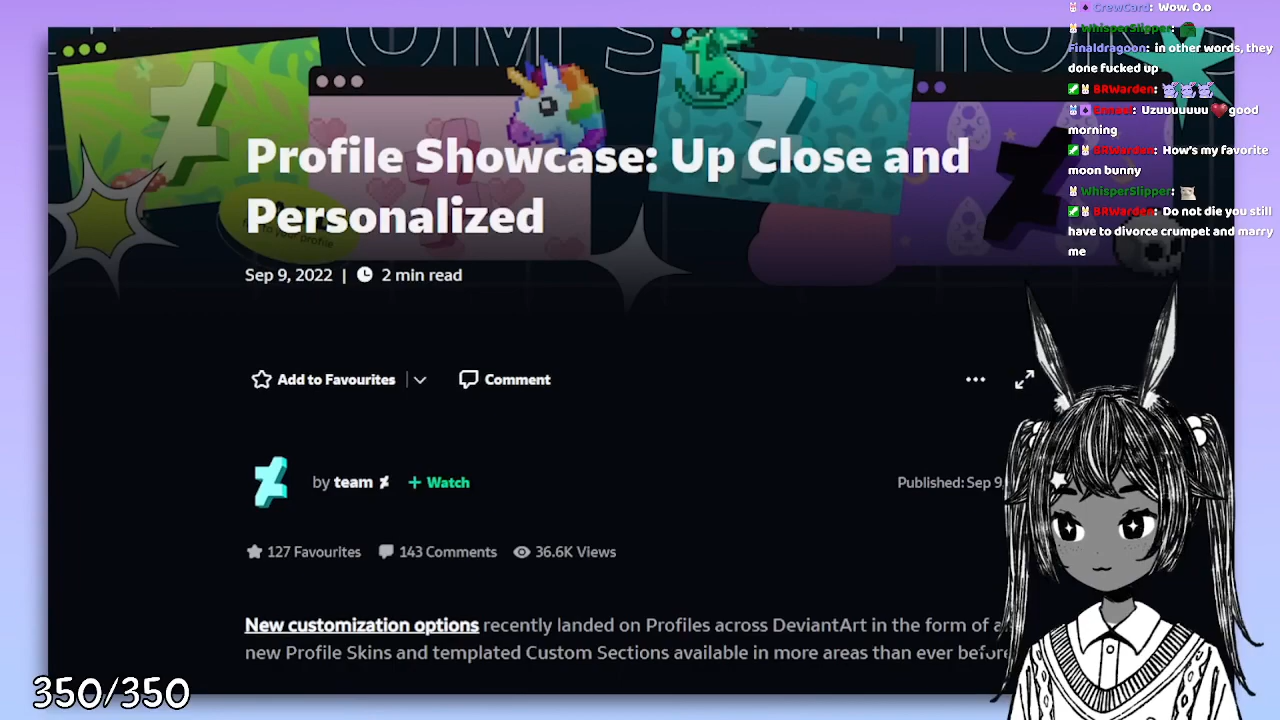 Profile Showcase: Up Close and
Personalized
Sep 9, 2022 | 2 min read
Add to Favourites
Comment
by team
+ Watch
Published: Sep 9,
127 Favourites
143 Comments
36.6K Views
New customization options recently landed on Profiles across DeviantArt in the form of
new Profile Skins and templated Custom Sections available in more areas than ever before
350/350
CrewCard: Wow. O.o
WhisperSlipper:
Finaldragoon: in other words, they
done fucked up
BRWarden:
Ennuel: Uzuuuuuuu good
morning
BRWarden: How's my favorite
moon bunny
WhisperSlipper:
BRWarden: Do not die you still
have to divorce crumpet and marry
me